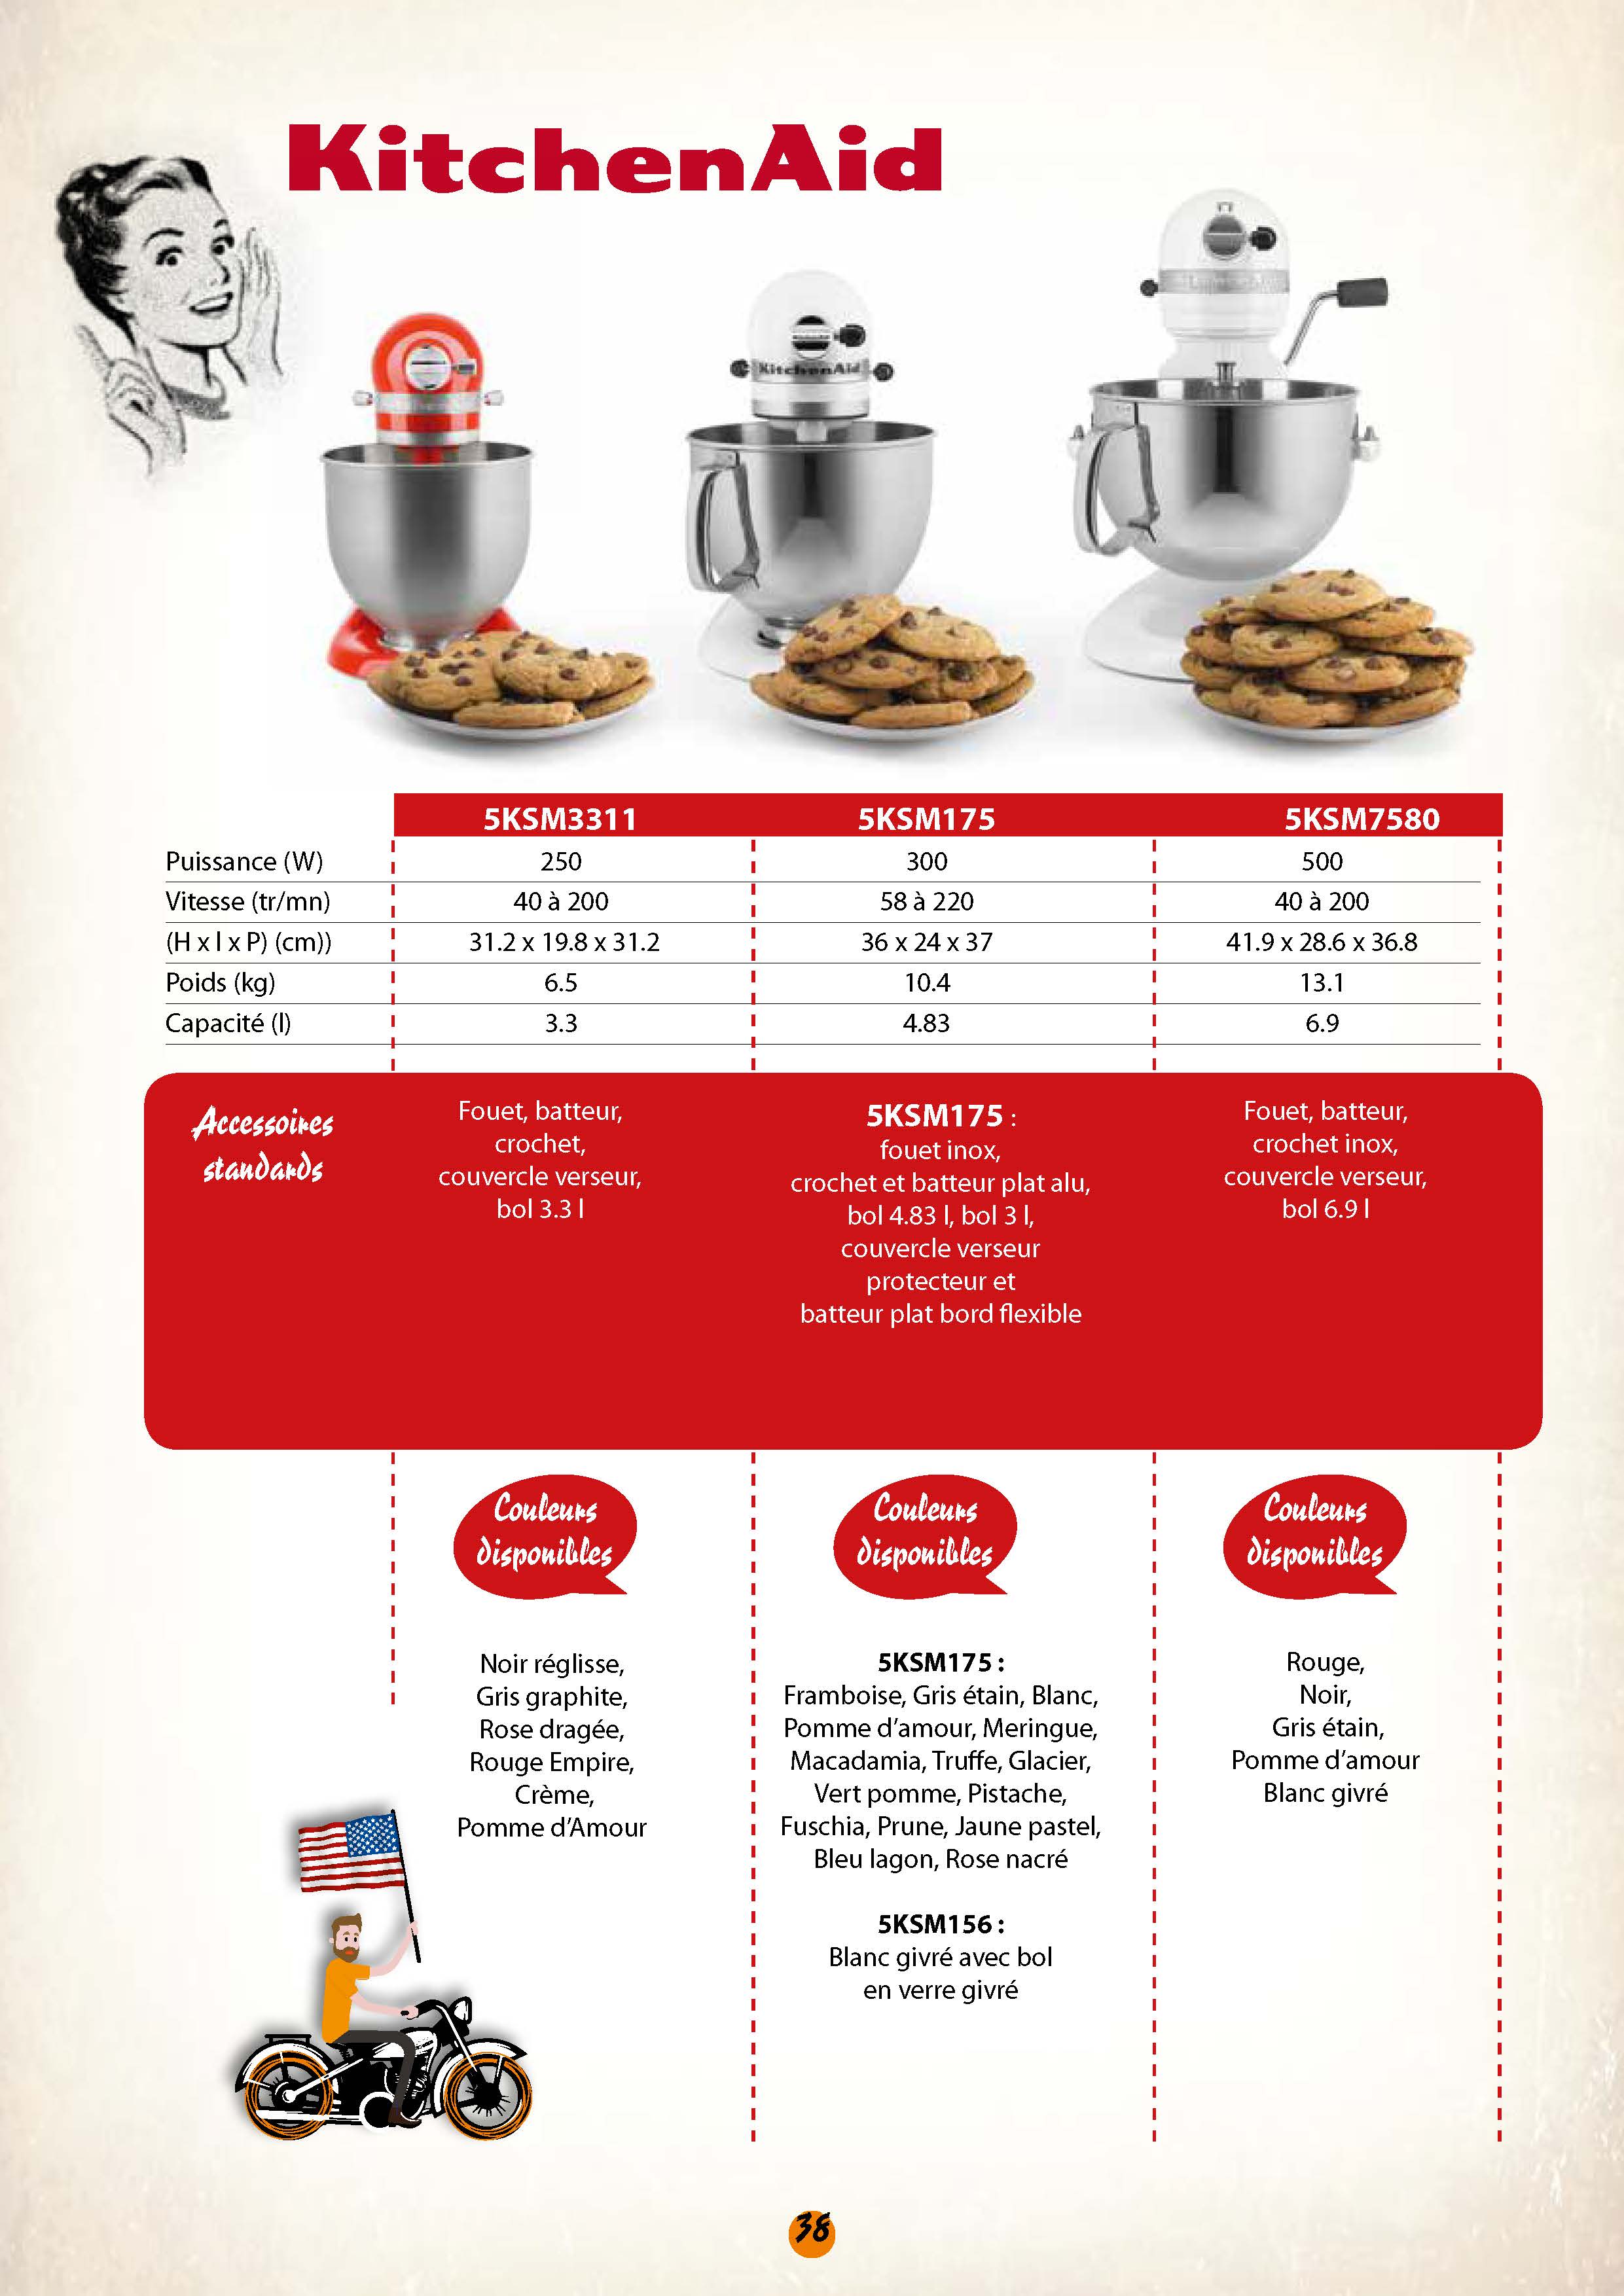 KitchenAid
KitchenAid
5KSM3311 5KSM175 5KSM7580
Puissance (W) 250 300 500
Vitesse (tr/mn) 40 à 200 58 à 220 40 à 200
(H x l x P) (cm)) 31.2 x 19.8 x 31.2 36 x 24 x 37 41.9 x 28.6 x 36.8
Poids (kg) 6.5 10.4 13.1
Capacité (l) 3.3 4.83 6.9
Accessoires
standards
Fouet, batteur,
crochet,
couvercle verseur,
bol 3.3 l
5KSM175 :
fouet inox,
crochet et batteur plat alu,
bol 4.83 l, bol 3 l,
couvercle verseur
protecteur et
batteur plat bord flexible
Fouet, batteur,
crochet inox,
couvercle verseur,
bol 6.9 l
Couleurs
disponibles
Noir réglisse,
Gris graphite,
Rose dragée,
Rouge Empire,
Crème,
Pomme d'Amour
Couleurs
disponibles
5KSM175 :
Framboise, Gris étain, Blanc,
Pomme d'amour, Meringue,
Macadamia, Truffe, Glacier,
Vert pomme, Pistache,
Fuschia, Prune, Jaune pastel,
Bleu lagon, Rose nacré
5KSM156 :
Blanc givré avec bol
en verre givré
Couleurs
disponibles
Rouge,
Noir,
Gris étain,
Pomme d'amour
Blanc givré
38